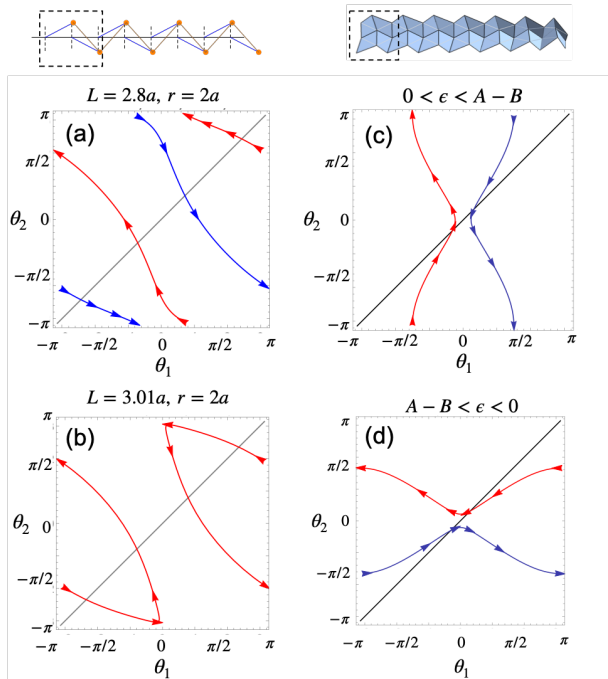 L = 2.8a, r = 2a
0 < ϵ < A − B
(a)
(c)
π
π/2
θ₂ 0
−π/2
−π
−π −π/2 0 π/2 π
θ₁
π
π/2
θ₂ 0
−π/2
−π
−π −π/2 0 π/2 π
θ₁
L = 3.01a, r = 2a
A − B < ϵ < 0
(b)
(d)
π
π/2
θ₂ 0
−π/2
−π
−π −π/2 0 π/2 π
θ₁
π
π/2
θ₂ 0
−π/2
−π
−π −π/2 0 π/2 π
θ₁